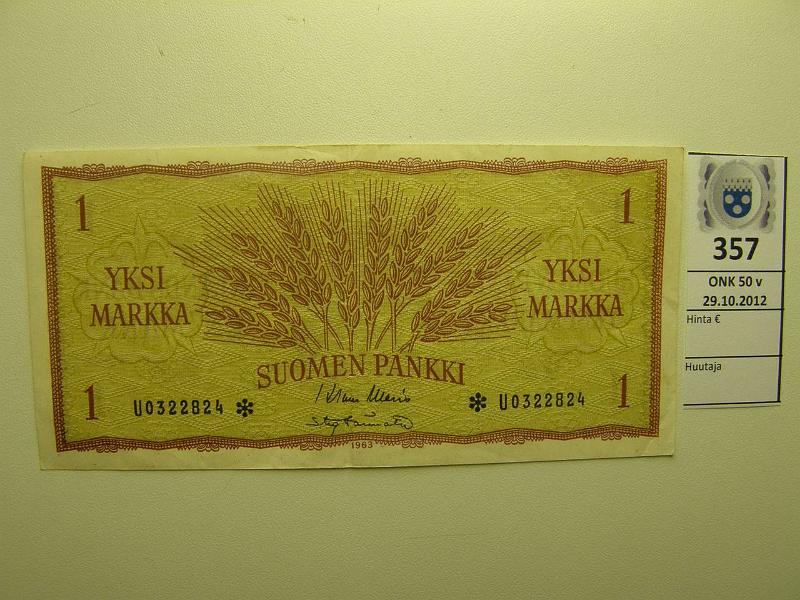 1
1
YKSI
MARKKA
YKSI
MARKKA
SUOMEN PANKKI
1
U0322824 *
* U0322824
1
1963
357
ONK 50 v
29.10.2012
Hinta €
Huutaja